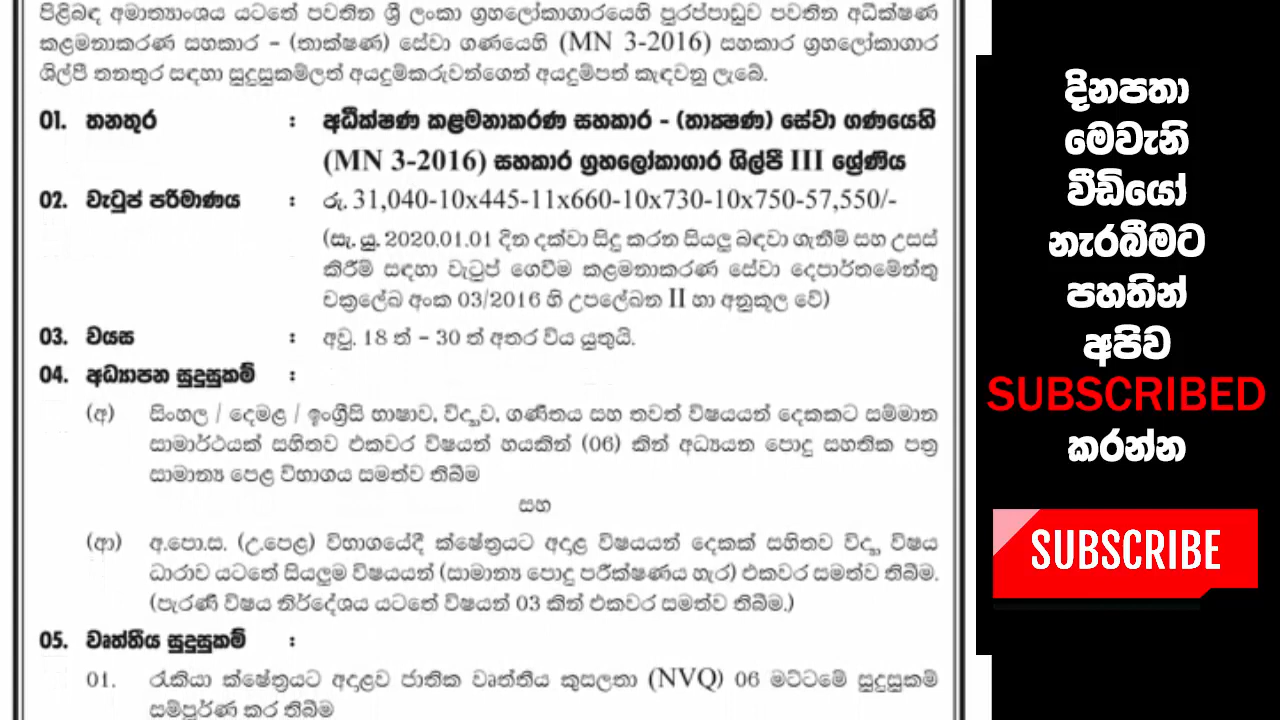 පිළිබඳ අමාත්‍යාංශය යටතේ පවතින ශ්‍රී ලංකා ග්‍රහලෝකාගාරයෙහි පුරප්පාඩුව පවතින අධීක්ෂණ
කළමනාකරණ සහකාර – (තාක්ෂණ) සේවා ගණයෙහි (MN 3-2016) සහකාර ග්‍රහලෝකාගාර
ශිල්පී තනතුර සඳහා සුදුසුකම්ලත් අයදුම්කරුවන්ගෙන් අයදුම්පත් කැඳවනු ලැබේ.
01. තනතුර : අධීක්ෂණ කළමනාකරණ සහකාර – (තාක්‍ෂණ) සේවා ගණයෙහි
(MN 3-2016) සහකාර ග්‍රහලෝකාගාර ශිල්පී III ශ්‍රේණිය
02. වැටුප් පරිමාණය : රු. 31,040-10x445-11x660-10x730-10x750-57,550/-
(සැ. යු. 2020.01.01 දින දක්වා සිදු කරන සියලු බඳවා ගැනීම් සහ උසස්
කිරීම් සඳහා වැටුප් ගෙවීම කළමනාකරණ සේවා දෙපාර්තමේන්තු
චක්‍රලේඛ අංක 03/2016 හි උපලේඛන II හා අනුකූල වේ)
03. වයස : අවු. 18 ත් – 30 ත් අතර විය යුතුයි.
04. අධ්‍යාපන සුදුසුකම් :
(අ) සිංහල / දෙමළ / ඉංග්‍රීසි භාෂාව, විද්‍යාව, ගණිතය සහ තවත් විෂයයන් දෙකකට සම්මාන
සාමාර්ථයක් සහිතව එකවර විෂයන් හයකින් (06) කින් අධ්‍යයන පොදු සහතික පත්‍ර
සාමාන්‍ය පෙළ විභාගය සමත්ව තිබීම
සහ
(ආ) අ.පො.ස. (උ.පෙළ) විභාගයේදී ක්ෂේත්‍රයට අදාළ විෂයයන් දෙකක් සහිතව විද්‍යා විෂය
ධාරාව යටතේ සියලුම විෂයයන් (සාමාන්‍ය පොදු පරීක්ෂණය හැර) එකවර සමත්ව තිබීම.
(පැරණි විෂය නිර්දේශය යටතේ විෂයන් 03 කින් එකවර සමත්ව තිබීම.)
05. වෘත්තීය සුදුසුකම් :
01. රැකියා ක්ෂේත්‍රයට අදාළව ජාතික වෘත්තීය කුසලතා (NVQ) 06 මට්ටමේ සුදුසුකම්
සම්පූර්ණ කර තිබීම
දිනපතා
මෙවැනි
වීඩියෝ
නැරබීමට
පහතින්
අපිව
SUBSCRIBED
කරන්න
SUBSCRIBE